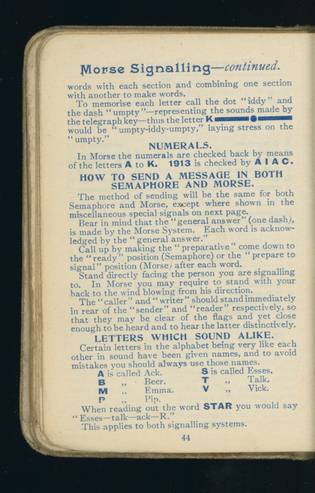 Morse Signalling—continued.
words with each section and combining one section
with another to make words.
To memorise each letter call the dot "iddy" and
the dash "umpty"—representing the sounds made by
the telegraph key—thus the letter K
would be "umpty-iddy-umpty," laying stress on the
"umpty."
NUMERALS.
In Morse the numerals are checked back by means
of the letters A to K. 1913 is checked by A I A C.
HOW TO SEND A MESSAGE IN BOTH
SEMAPHORE AND MORSE.
The method of sending will be the same for both
Semaphore and Morse, except where shown in the
miscellaneous special signals on next page.
Bear in mind that the "general answer" (one dash),
is made by the Morse System. Each word is acknow-
ledged by the "general answer."
Call up by making the "preparative" come down to
the "ready" position (Semaphore) or the "prepare to
signal" position (Morse) after each word.
Stand directly facing the person you are signalling
to. In Morse you may require to stand with your
back to the wind blowing from his direction.
The "caller" and "writer" should stand immediately
in rear of the "sender" and "reader" respectively, so
that they may be clear of the flags and yet close
enough to be heard and to hear the latter distinctively.
LETTERS WHICH SOUND ALIKE.
Certain letters in the alphabet being very like each
other in sound have been given names, and to avoid
mistakes you should always use those names.
A is called Ack. S is called Esses.
B „ Beer. T „ Talk.
M „ Emma. V „ Vick.
P „ Pip.
When reading out the word STAR you would say
"Esses—talk—ack—R."
This applies to both signalling systems.
44